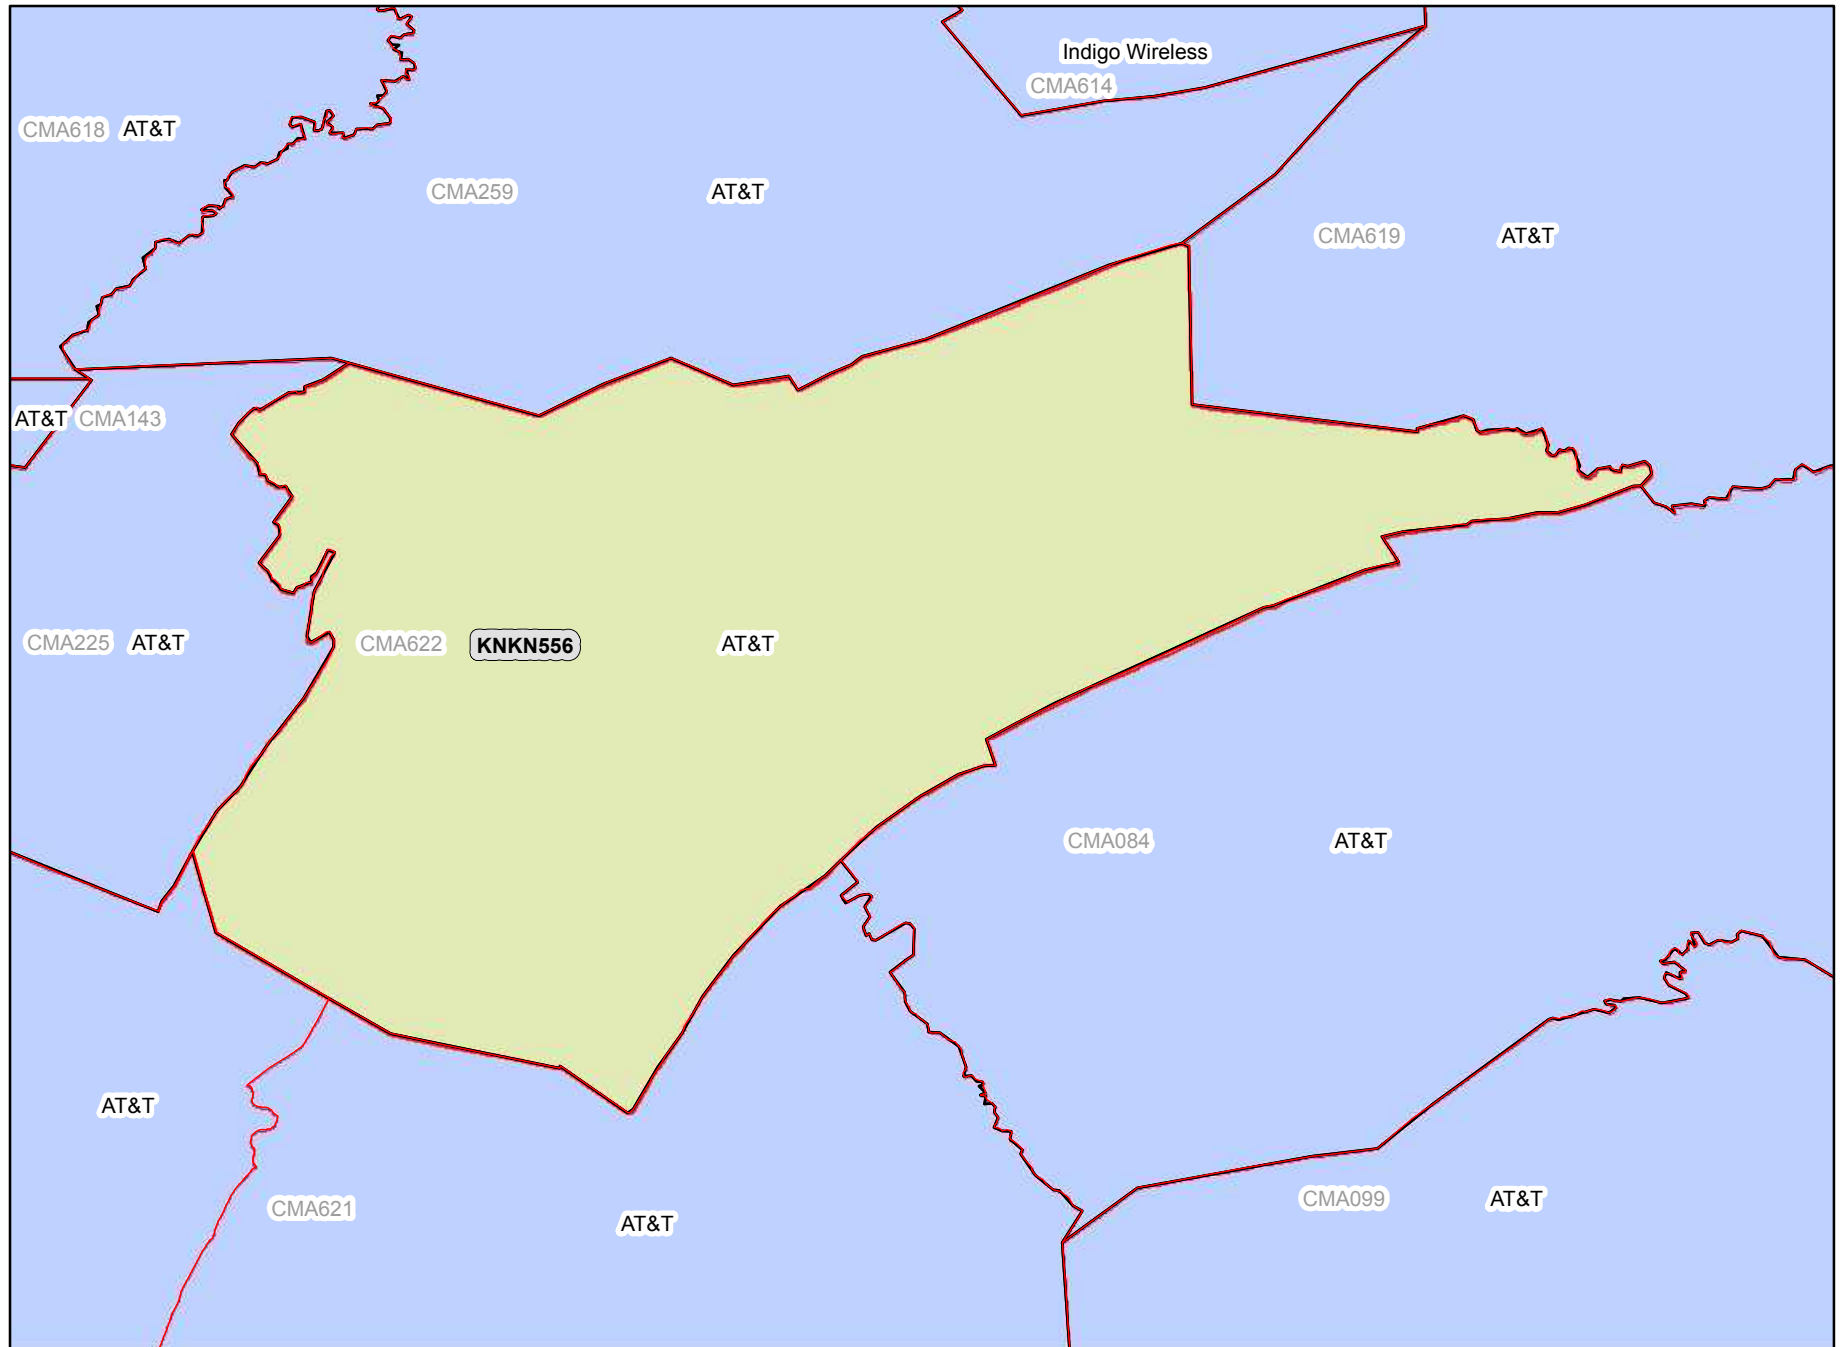 Indigo Wireless
CMA614
CMA618 AT&T
CMA259 AT&T
CMA619 AT&T
AT&T CMA143
CMA225 AT&T
CMA622 KNKN556 AT&T
CMA084 AT&T
AT&T
CMA621
CMA099 AT&T
AT&T